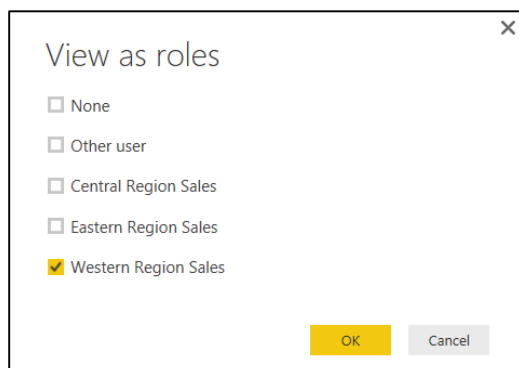 View as roles
None
Other user
Central Region Sales
Eastern Region Sales
Western Region Sales
OK Cancel